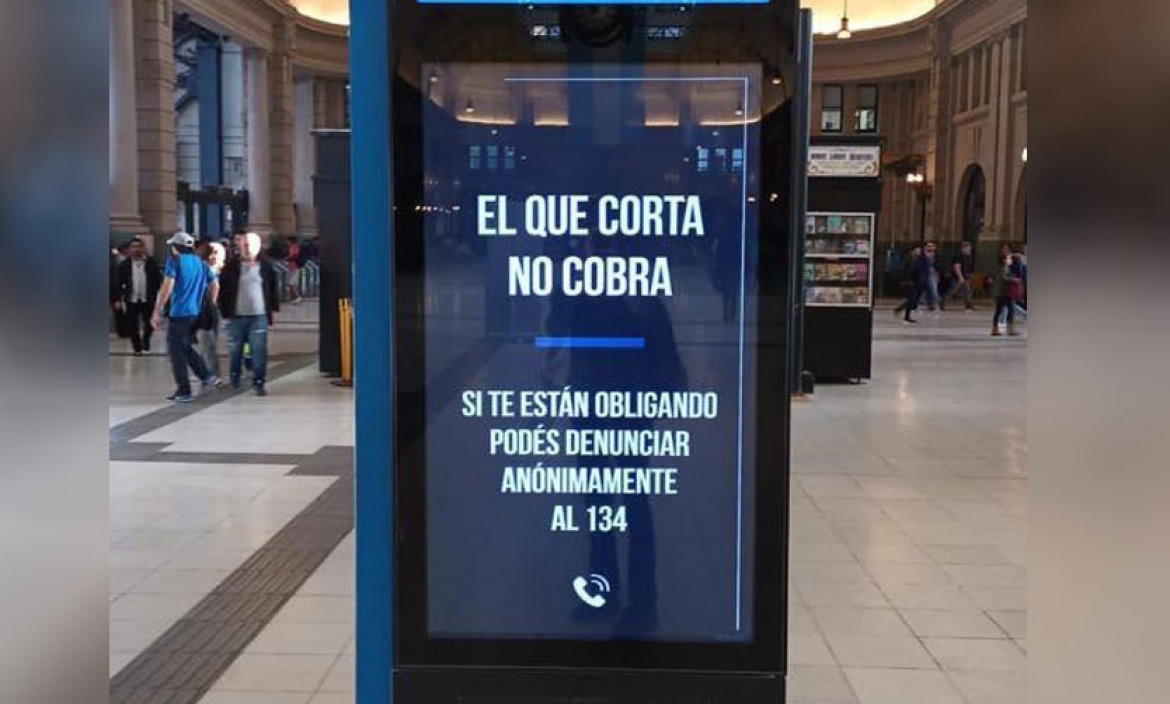 EL QUE CORTA
NO COBRA
SI TE ESTÁN OBLIGANDO
PODÉS DENUNCIAR
ANÓNIMAMENTE
AL 134